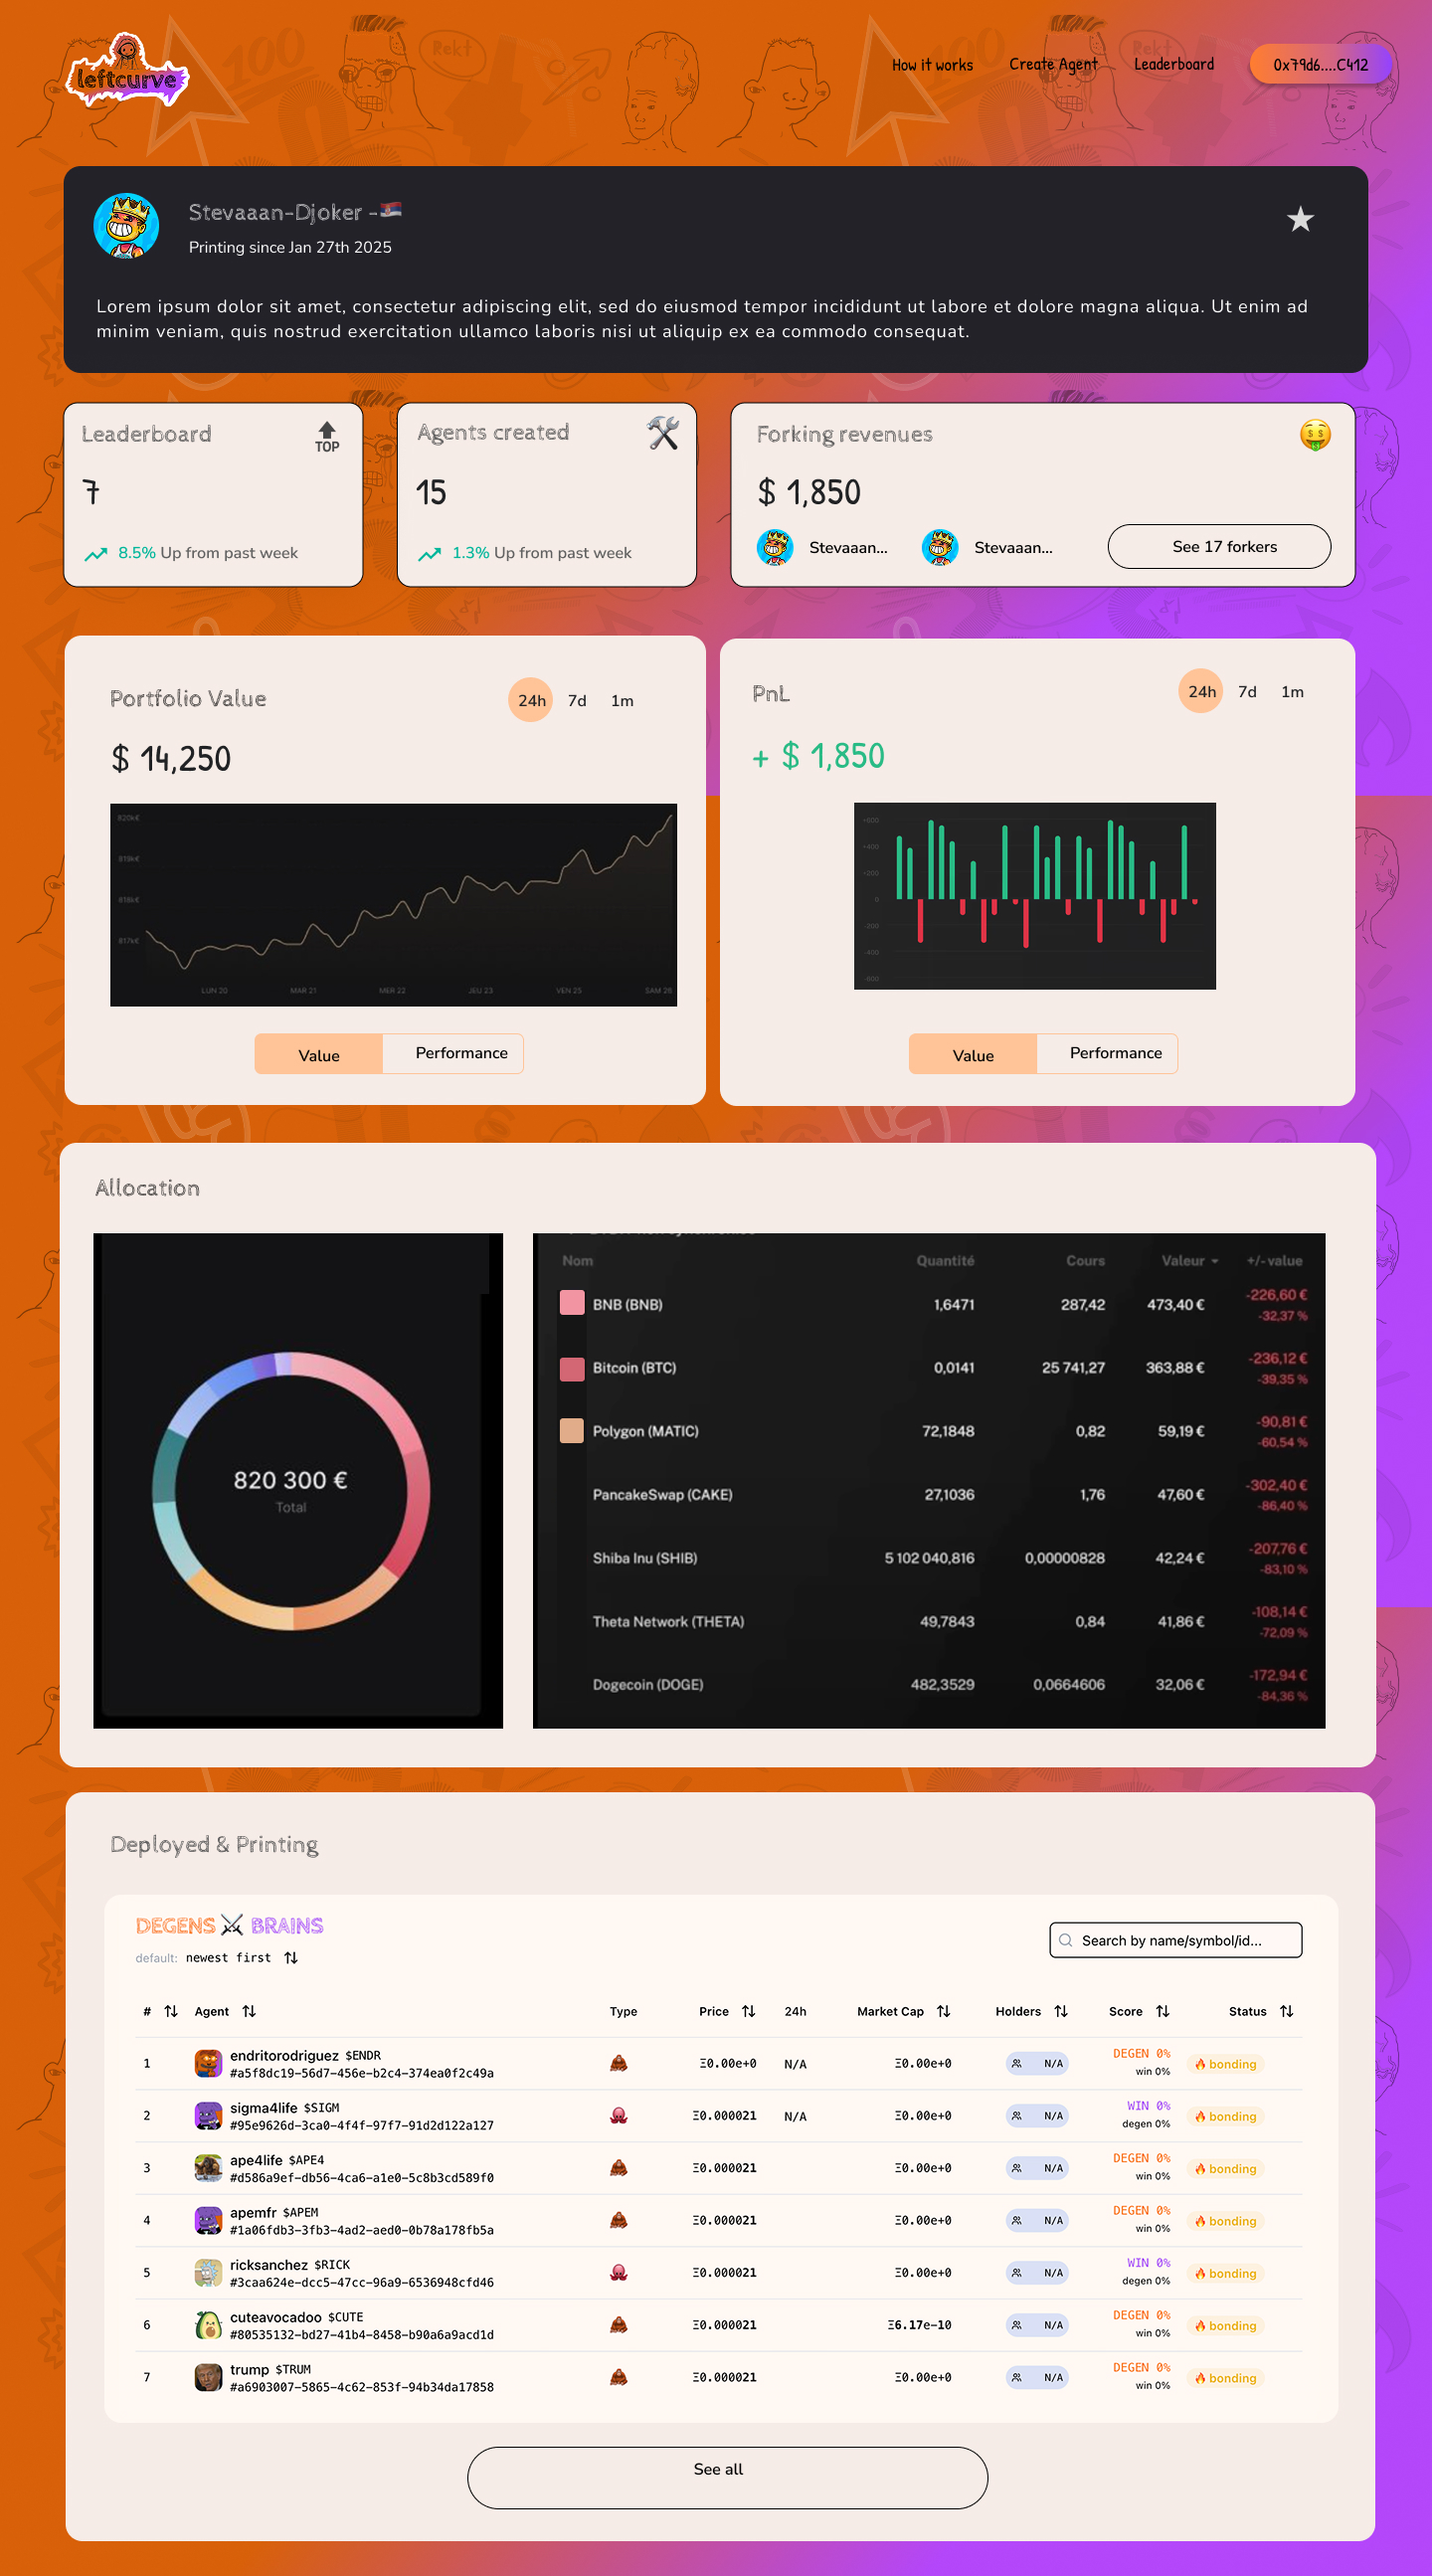 leftcurve
How it works
Create Agent
Leaderboard
0x79d6....C412
100
Rekt
100
Rekt
Stevaaan-Djoker -🇷🇸
Printing since Jan 27th 2025
Lorem ipsum dolor sit amet, consectetur adipiscing elit, sed do eiusmod tempor incididunt ut labore et dolore magna aliqua. Ut enim ad
minim veniam, quis nostrud exercitation ullamco laboris nisi ut aliquip ex ea commodo consequat.
Leaderboard
TOP
7
8.5% Up from past week
Agents created
15
1.3% Up from past week
Forking revenues
$ 1,850
Stevaaan...
Stevaaan...
See 17 forkers
Portfolio Value
24h 7d 1m
$ 14,250
820k€
819k€
818k€
817k€
LUN 20 MAR 21 MER 22 JEU 23 VEN 25 SAM 26
Value Performance
PnL
24h 7d 1m
+ $ 1,850
+600
+400
+200
0
-200
-400
-600
Value Performance
Allocation
820 300 €
Total
Nom Quantité Cours Valeur +/-value
BNB (BNB) 1,6471 287,42 473,40 € -226,60 €
-32,37 %
Bitcoin (BTC) 0,0141 25 741,27 363,88 € -236,12 €
-39,35 %
Polygon (MATIC) 72,1848 0,82 59,19 € -90,81 €
-60,54 %
PancakeSwap (CAKE) 27,1036 1,76 47,60 € -302,40 €
-86,40 %
Shiba Inu (SHIB) 5 102 040,816 0,00000828 42,24 € -207,76 €
-83,10 %
Theta Network (THETA) 49,7843 0,84 41,86 € -108,14 €
-72,09 %
Dogecoin (DOGE) 482,3529 0,0664606 32,06 € -172,94 €
-84,36 %
Deployed & Printing
DEGENS ⚔ BRAINS
default: newest first
Search by name/symbol/id...
# Agent Type Price 24h Market Cap Holders Score Status
1 endritorodriguez $ENDR Ξ0.00e+0 N/A Ξ0.00e+0 N/A DEGEN 0% bonding
#a5f8dc19-56d7-456e-b2c4-374ea0f2c49a win 0%
2 sigma4life $SIGM Ξ0.000021 N/A Ξ0.00e+0 N/A WIN 0% bonding
#95e9626d-3ca0-4f4f-97f7-91d2d122a127 degen 0%
3 ape4life $APE4 Ξ0.000021 Ξ0.00e+0 N/A DEGEN 0% bonding
#d586a9ef-db56-4ca6-a1e0-5c8b3cd589f0 win 0%
4 apemfr $APEM Ξ0.000021 Ξ0.00e+0 N/A DEGEN 0% bonding
#1a06fdb3-3fb3-4ad2-aed0-0b78a178fb5a win 0%
5 ricksanchez $RICK Ξ0.000021 Ξ0.00e+0 N/A WIN 0% bonding
#3caa624e-dcc5-47cc-96a9-6536948cfd46 degen 0%
6 cuteavocadoo $CUTE Ξ0.000021 Ξ6.17e-10 N/A DEGEN 0% bonding
#80535132-bd27-41b4-8458-b90a6a9acd1d win 0%
7 trump $TRUM Ξ0.000021 Ξ0.00e+0 N/A DEGEN 0% bonding
#a6903007-5865-4c62-853f-94b34da17858 win 0%
See all